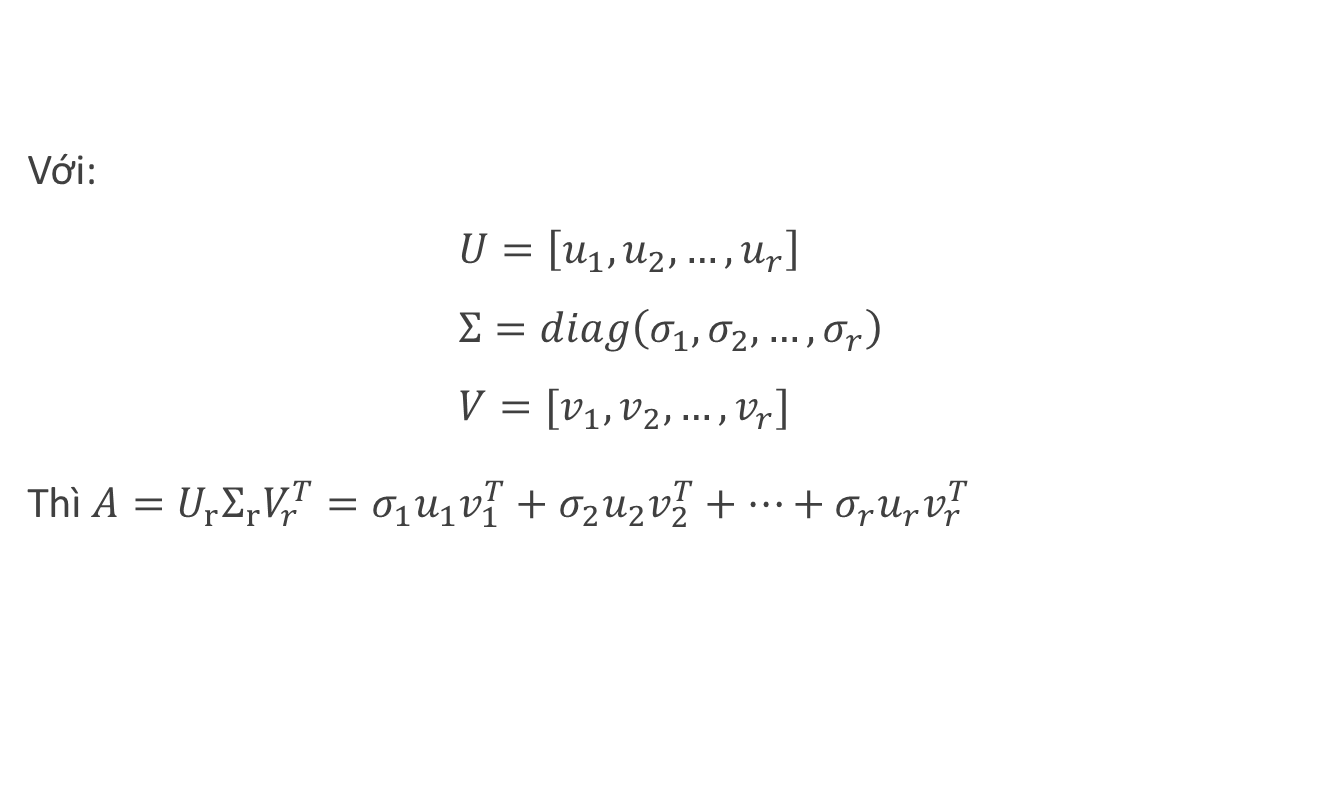 Với:
U = [u₁, u₂, … , uᵣ]
Σ = diag(σ₁, σ₂, … , σᵣ)
V = [v₁, v₂, … , vᵣ]
Thì A = UᵣΣᵣVᵣᵀ = σ₁u₁v₁ᵀ + σ₂u₂v₂ᵀ + ⋯ + σᵣuᵣvᵣᵀ